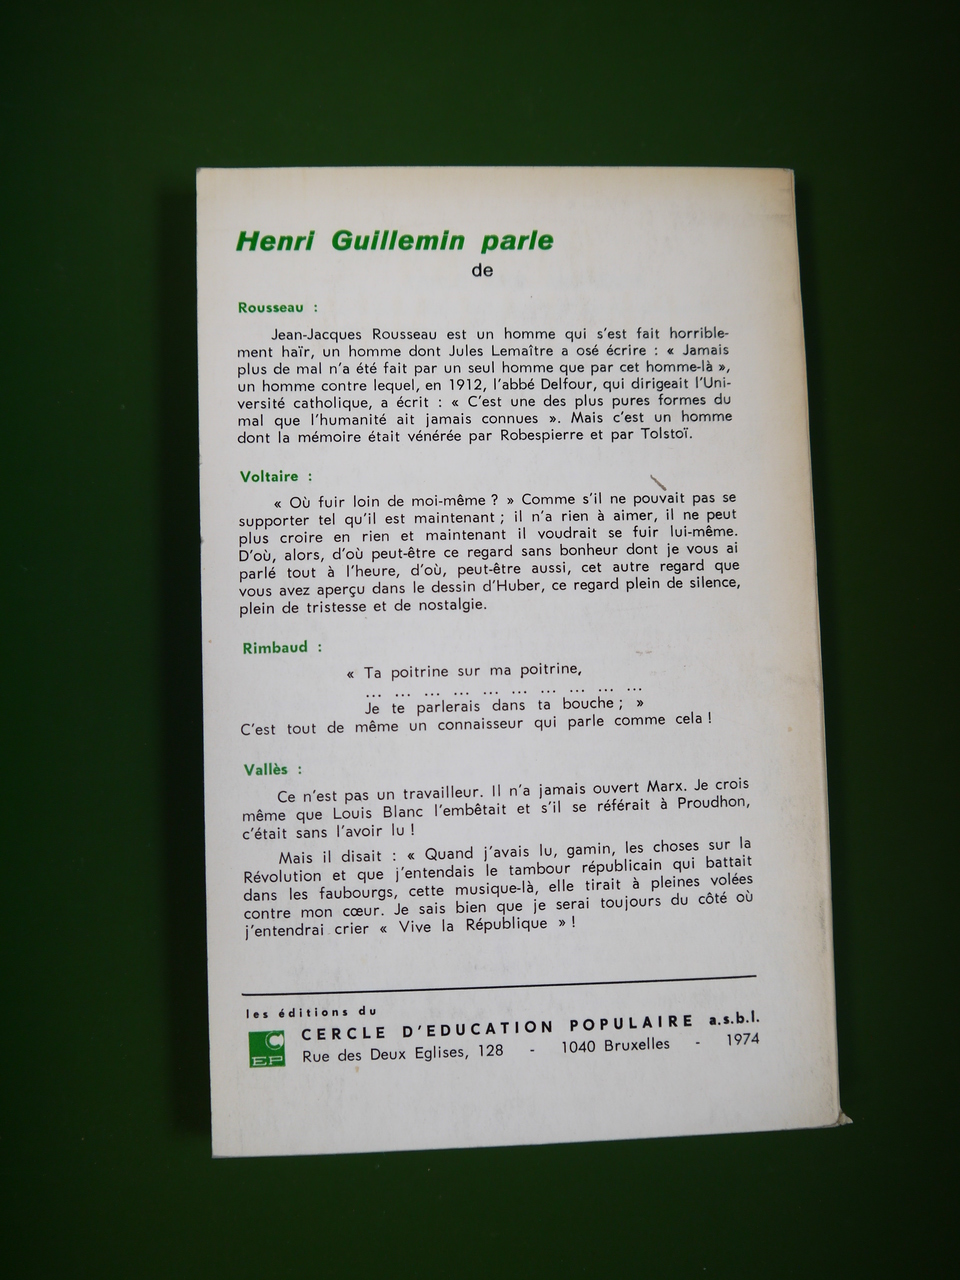 Henri Guillemin parle
de
Rousseau :
Jean-Jacques Rousseau est un homme qui s'est fait horrible-
ment haïr, un homme dont Jules Lemaître a osé écrire : « Jamais
plus de mal n'a été fait par un seul homme que par cet homme-là »,
un homme contre lequel, en 1912, l'abbé Delfour, qui dirigeait l'Uni-
versité catholique, a écrit : « C'est une des plus pures formes du
mal que l'humanité ait jamais connues ». Mais c'est un homme
dont la mémoire était vénérée par Robespierre et par Tolstoï.
Voltaire :
« Où fuir loin de moi-même ? » Comme s'il ne pouvait pas se
supporter tel qu'il est maintenant ; il n'a rien à aimer, il ne peut
plus croire en rien et maintenant il voudrait se fuir lui-même.
D'où, alors, d'où peut-être ce regard sans bonheur dont je vous ai
parlé tout à l'heure, d'où, peut-être aussi, cet autre regard que
vous avez aperçu dans le dessin d'Huber, ce regard plein de silence,
plein de tristesse et de nostalgie.
Rimbaud :
« Ta poitrine sur ma poitrine,
... ... ... ... ... ... ... ... ... ...
Je te parlerais dans ta bouche ; »
C'est tout de même un connaisseur qui parle comme cela !
Vallès :
Ce n'est pas un travailleur. Il n'a jamais ouvert Marx. Je crois
même que Louis Blanc l'embêtait et s'il se référait à Proudhon,
c'était sans l'avoir lu !
Mais il disait : « Quand j'avais lu, gamin, les choses sur la
Révolution et que j'entendais le tambour républicain qui battait
dans les faubourgs, cette musique-là, elle tirait à pleines volées
contre mon cœur. Je sais bien que je serai toujours du côté où
j'entendrai crier « Vive la République » !
les éditions du
CERCLE D'EDUCATION POPULAIRE a.s.b.l.
C EP
Rue des Deux Eglises, 128 - 1040 Bruxelles - 1974